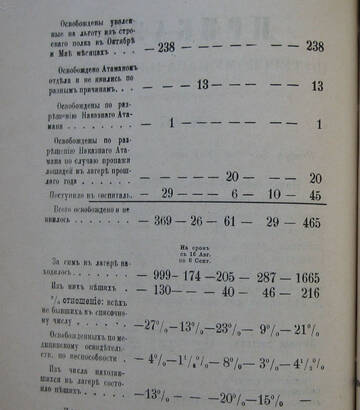 Освобождены уволен-
ные на льготу изъ строе-
ваго полка въ Октябрѣ
и Маѣ мѣсяцахъ . . . — 238 — — — — — 238
Освобождено Атаманомъ
отдѣла и не явились по
разнымъ причинамъ. . . — — 13 — — — — 13
Освобождены по раз-
рѣшенію Наказнаго Ата-
мана . . . . . . . — 1 — — — — — 1
Освобождены по раз-
рѣшенію Наказнаго Ата-
мана по случаю пропажи
лошадей въ лагерѣ прош-
лаго года . . . . . — — — 20 — — — 20
Поступило въ госпиталь. — 29 — — 6 — 10 — 45
Всего освобождено и не
явилось . . . . . . — 369 — 26 — 61 — 29 — 465
На срокъ
съ 16 Авг.
по 6 Сент.
За симъ въ лагерѣ на-
ходилось. . . . . . — 999 — 174 — 205 — 287 — 1665
Изъ нихъ пѣшихъ . . — 130 — — 40 — 46 — 216
% отношеніе: всѣхъ
не бывшихъ въ списочно-
му числу . . . . . —27%—13%—23%— 9%—21%
Освобожденныхъ по ме-
дицинскому освидѣтель-
ств. по неспособности . — 4%—1½%— 8%— 3%—4½%
Изъ числа находив-
шихся въ лагерѣ состо-
яло пѣшихъ. . . . . —13%— —20%—15%—